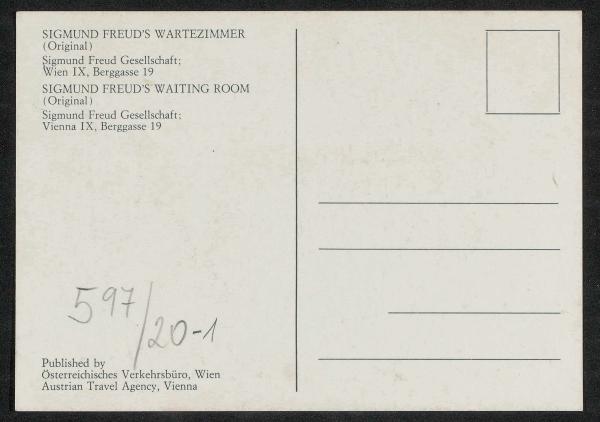 SIGMUND FREUD'S WARTEZIMMER
(Original)
Sigmund Freud Gesellschaft;
Wien IX, Berggasse 19
SIGMUND FREUD'S WAITING ROOM
(Original)
Sigmund Freud Gesellschaft;
Vienna IX, Berggasse 19
597/20-1
Published by
Österreichisches Verkehrsbüro, Wien
Austrian Travel Agency, Vienna